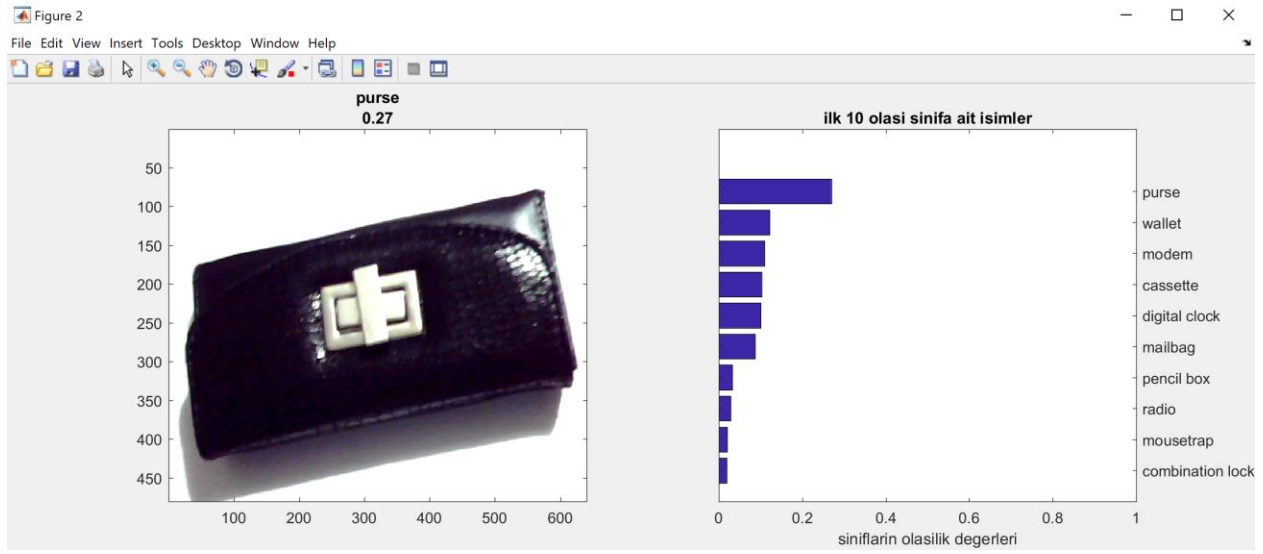 Figure 2
File Edit View Insert Tools Desktop Window Help
purse
0.27
50
100
150
200
250
300
350
400
450
100 200 300 400 500 600
ilk 10 olasi sinifa ait isimler
purse
wallet
modem
cassette
digital clock
mailbag
pencil box
radio
mousetrap
combination lock
0 0.2 0.4 0.6 0.8 1
siniflarin olasilik degerleri